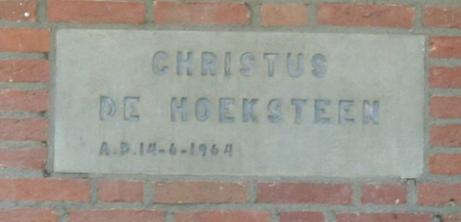 CHRISTUS
DE HOEKSTEEN
A.D.14-6-1964